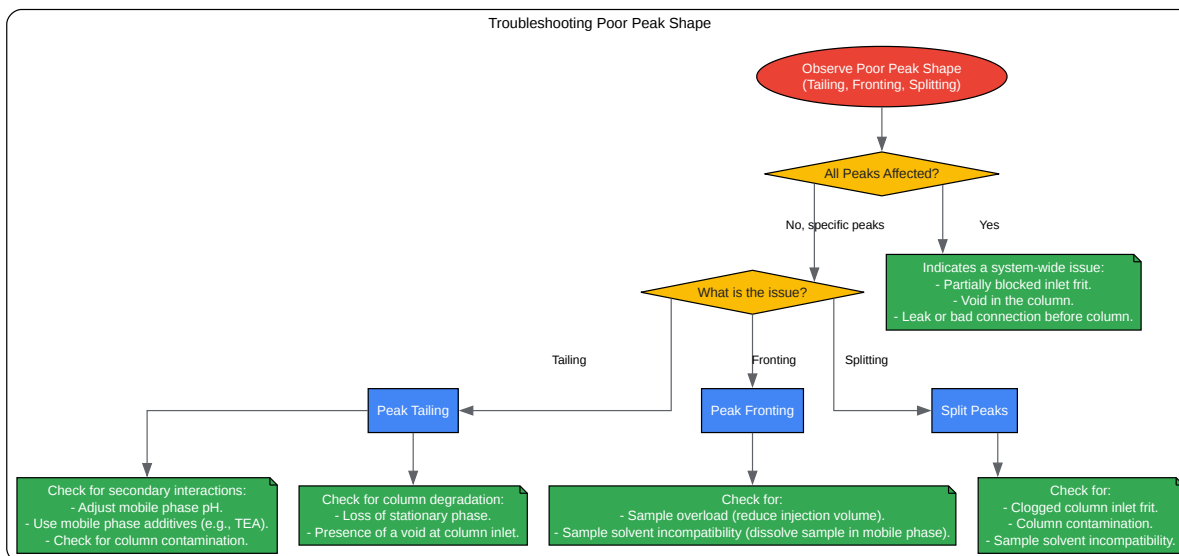 Troubleshooting Poor Peak Shape
Observe Poor Peak Shape
(Tailing, Fronting, Splitting)
All Peaks Affected?
No, specific peaks
Yes
Indicates a system-wide issue:
- Partially blocked inlet frit.
- Void in the column.
- Leak or bad connection before column.
What is the issue?
Tailing
Fronting
Splitting
Peak Tailing
Peak Fronting
Split Peaks
Check for secondary interactions:
- Adjust mobile phase pH.
- Use mobile phase additives (e.g., TEA).
- Check for column contamination.
Check for column degradation:
- Loss of stationary phase.
- Presence of a void at column inlet.
Check for:
- Sample overload (reduce injection volume).
- Sample solvent incompatibility (dissolve sample in mobile phase).
Check for:
- Clogged column inlet frit.
- Column contamination.
- Sample solvent incompatibility.